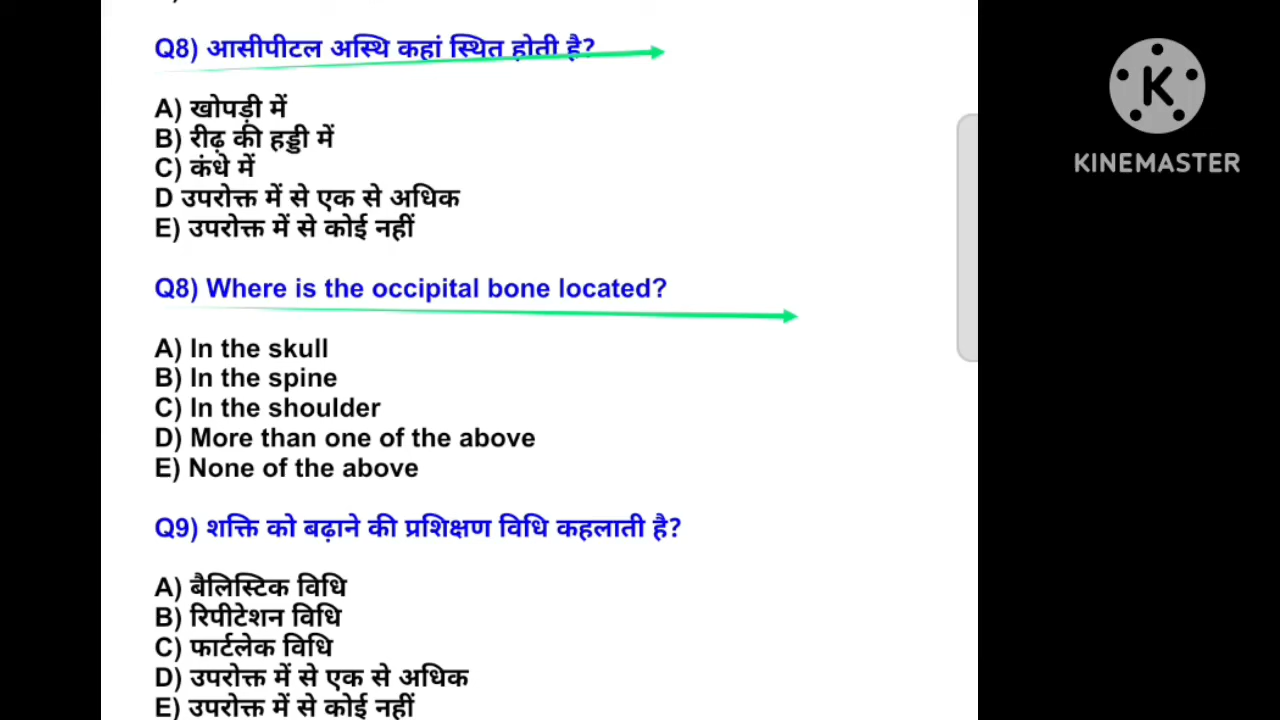 Q8) आसीपीटल अस्थि कहां स्थित होती है?
A) खोपड़ी में
B) रीढ़ की हड्डी में
C) कंधे में
D उपरोक्त में से एक से अधिक
E) उपरोक्त में से कोई नहीं
Q8) Where is the occipital bone located?
A) In the skull
B) In the spine
C) In the shoulder
D) More than one of the above
E) None of the above
Q9) शक्ति को बढ़ाने की प्रशिक्षण विधि कहलाती है?
A) बैलिस्टिक विधि
B) रिपीटेशन विधि
C) फार्टलेक विधि
D) उपरोक्त में से एक से अधिक
E) उपरोक्त में से कोई नहीं
K
KINEMASTER